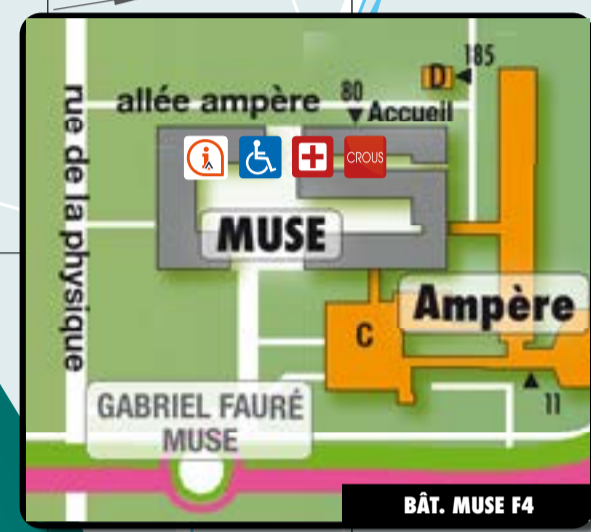 185
D
80
allée ampère
Accueil
CROUS
rue de la physique
MUSE
Ampère
C
11
GABRIEL FAURÉ
MUSE
BÂT. MUSE F4